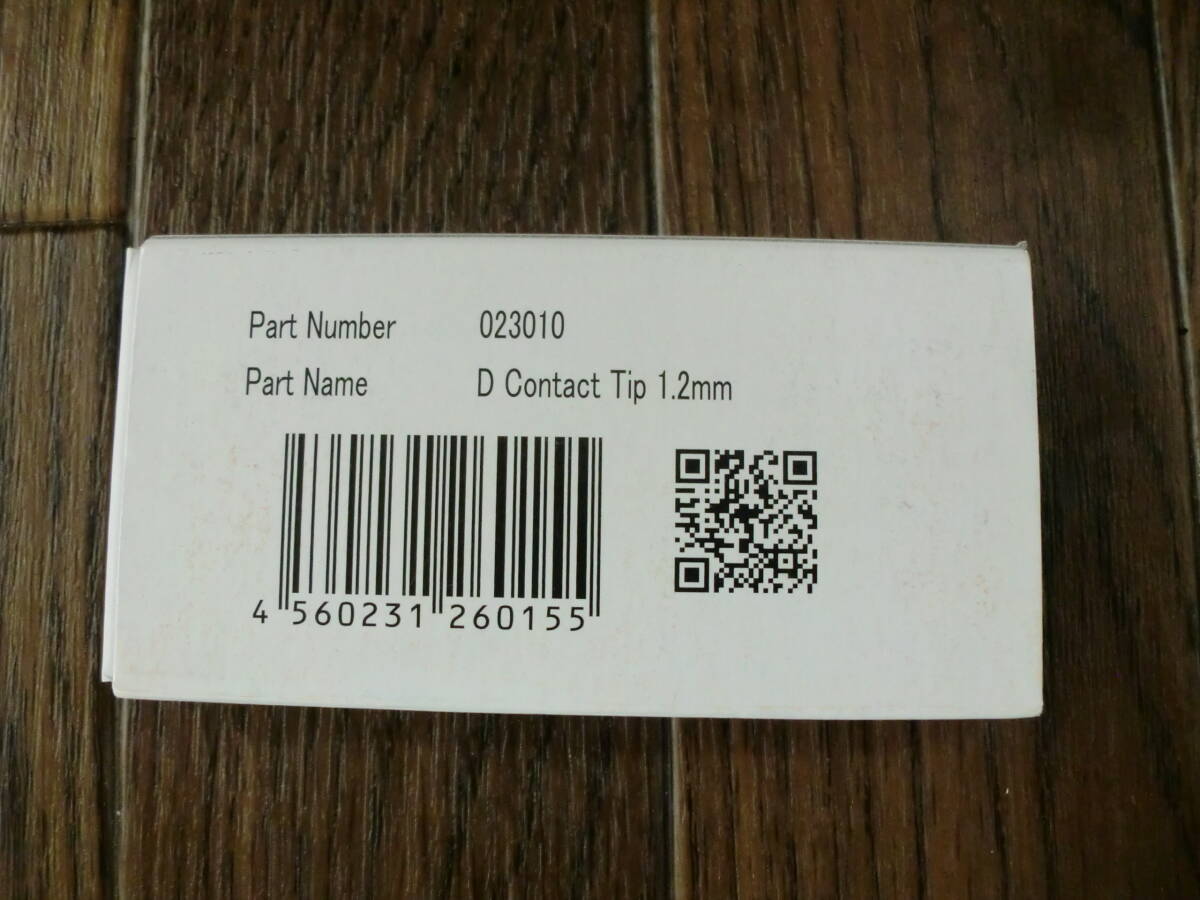 Part Number 023010
Part Name D Contact Tip 1.2mm
4 560231 260155